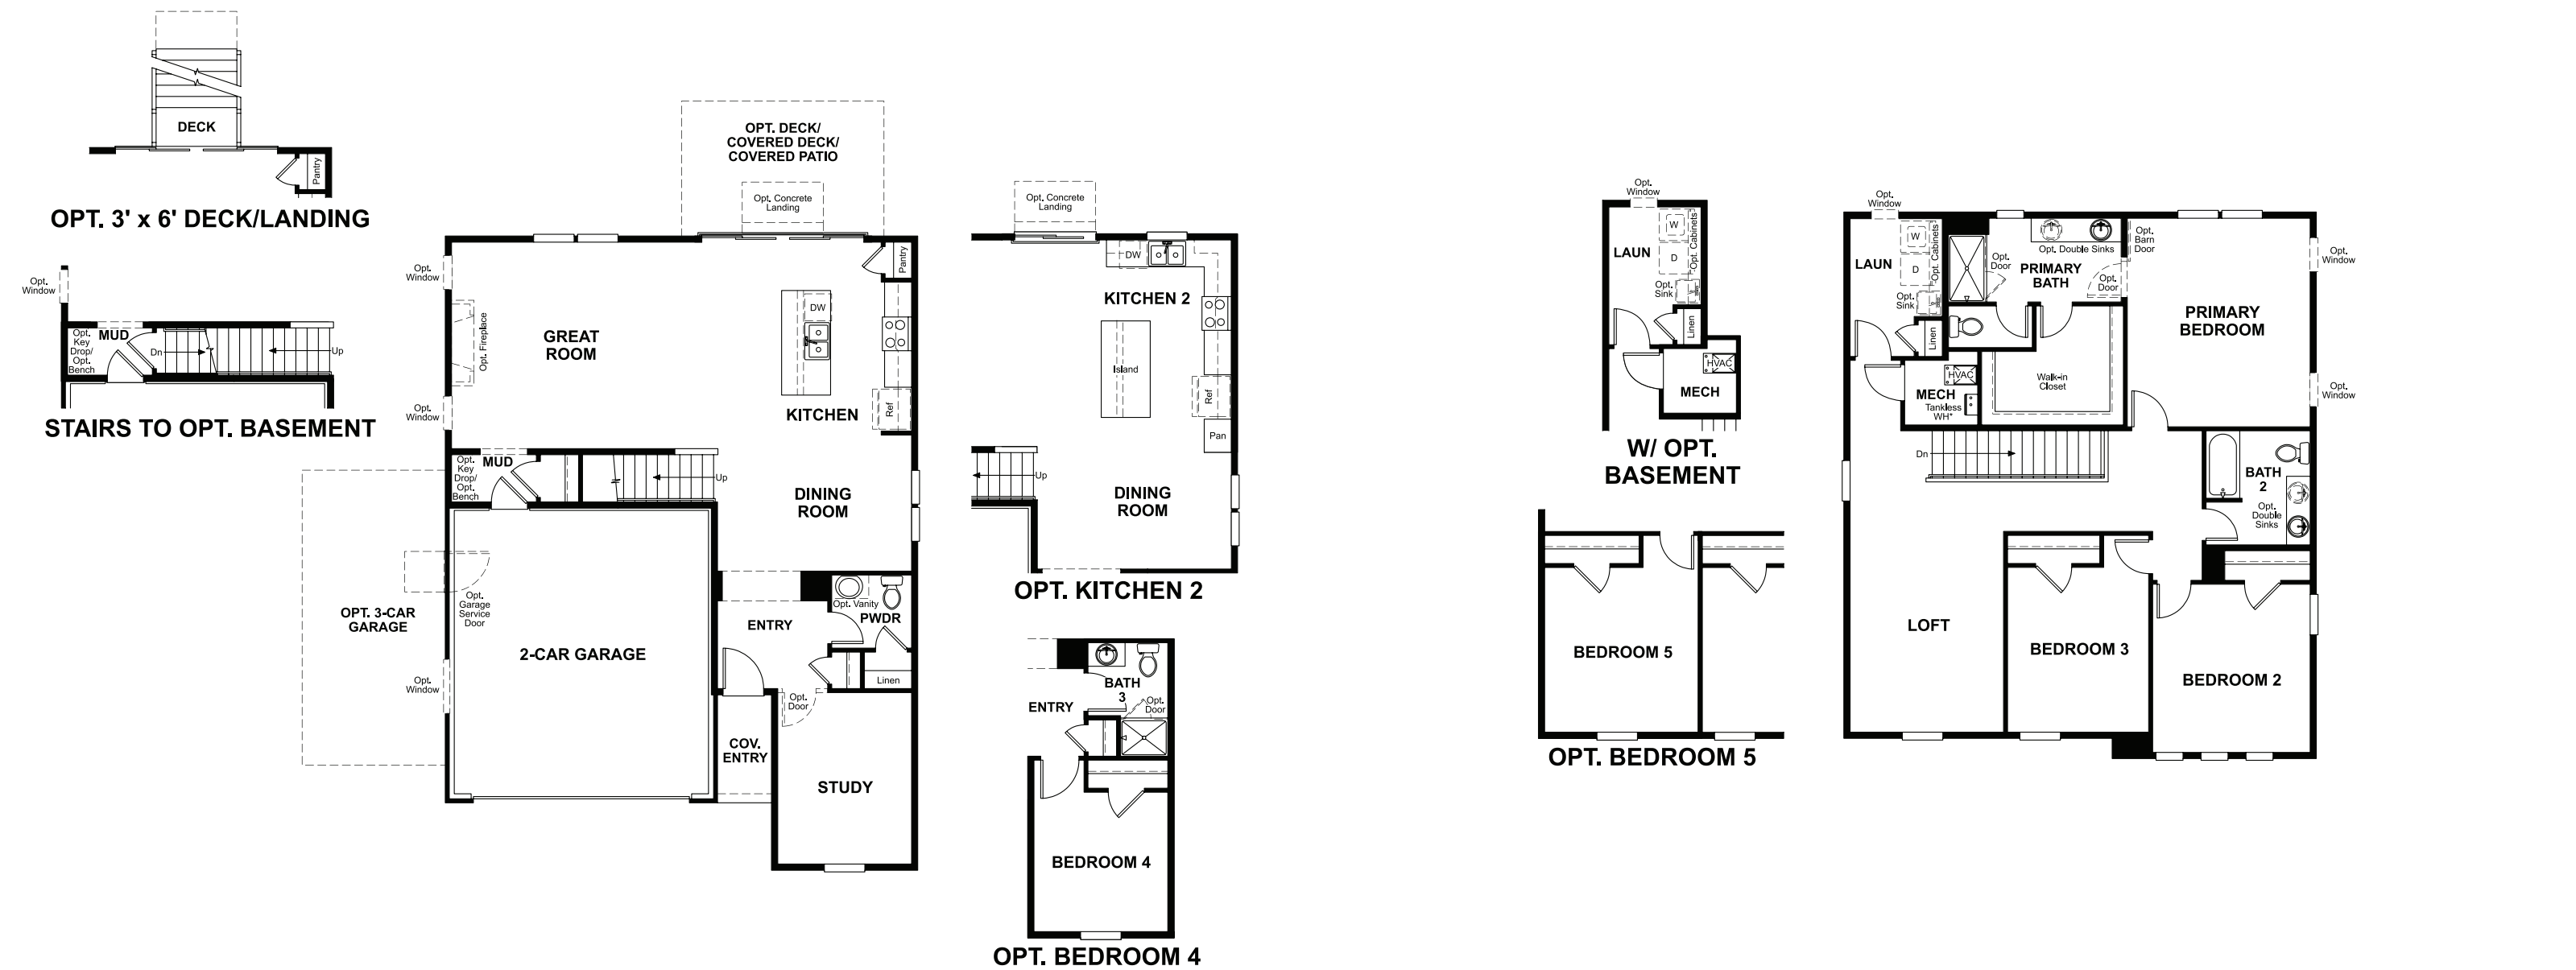 DECK
Pantry
OPT. 3' x 6' DECK/LANDING
Opt.
Window
Opt.
Key
Drop/
Opt.
Bench
MUD
Dn
Up
STAIRS TO OPT. BASEMENT
OPT. DECK/
COVERED DECK/
COVERED PATIO
Opt. Concrete
Landing
Opt.
Window
Opt. Fireplace
Opt.
Window
GREAT
ROOM
Pantry
DW
KITCHEN
Ref
Opt.
Key
Drop/
Opt.
Bench
MUD
Up
DINING
ROOM
OPT. 3-CAR
GARAGE
Opt.
Garage
Service
Door
Opt.
Window
2-CAR GARAGE
ENTRY
Opt. Vanity
PWDR
Linen
Opt.
Door
COV.
ENTRY
STUDY
Opt. Concrete
Landing
DW
KITCHEN 2
Island
Ref
Pan
Up
DINING
ROOM
OPT. KITCHEN 2
BATH
3
ENTRY
Opt.
Door
BEDROOM 4
OPT. BEDROOM 4
Opt.
Window
W
D
Opt. Cabinets
LAUN
Opt.
Sink
Linen
HVAC
MECH
W/ OPT.
BASEMENT
BEDROOM 5
OPT. BEDROOM 5
Opt.
Window
W
D
Opt. Cabinets
LAUN
Opt.
Sink
Linen
Opt. Double Sinks
Opt.
Door
PRIMARY
BATH
Opt.
Barn
Door
Opt.
Door
Opt.
Window
PRIMARY
BEDROOM
Opt.
Window
HVAC
MECH
Tankless
WH*
Walk-in
Closet
Dn
BATH
2
Opt.
Double
Sinks
LOFT
BEDROOM 3
BEDROOM 2